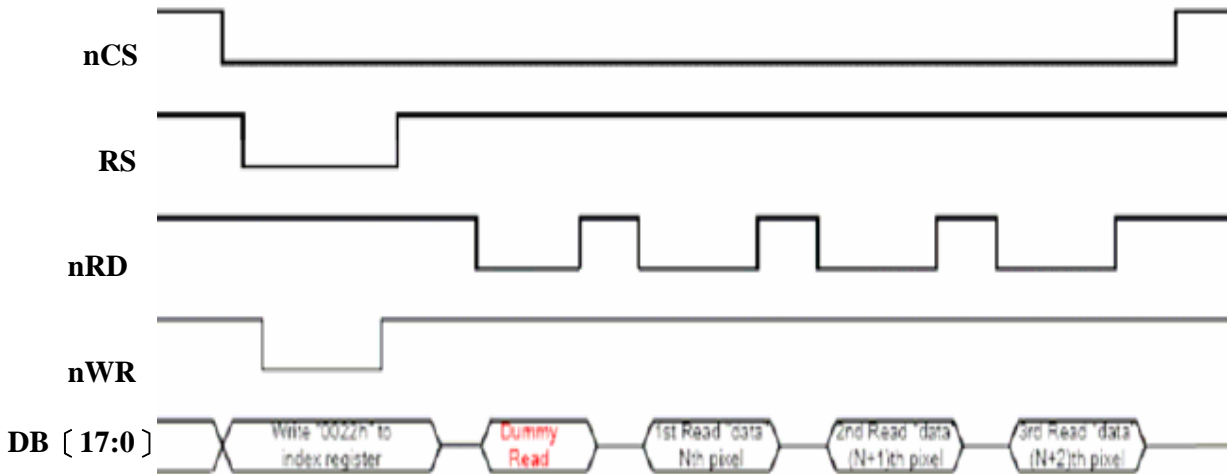 nCS
RS
nRD
nWR
DB〔17:0〕
Write "0022h" to
index register
Dummy
Read
1st Read "data"
Nth pixel
2nd Read "data"
(N+1)th pixel
3rd Read "data"
(N+2)th pixel